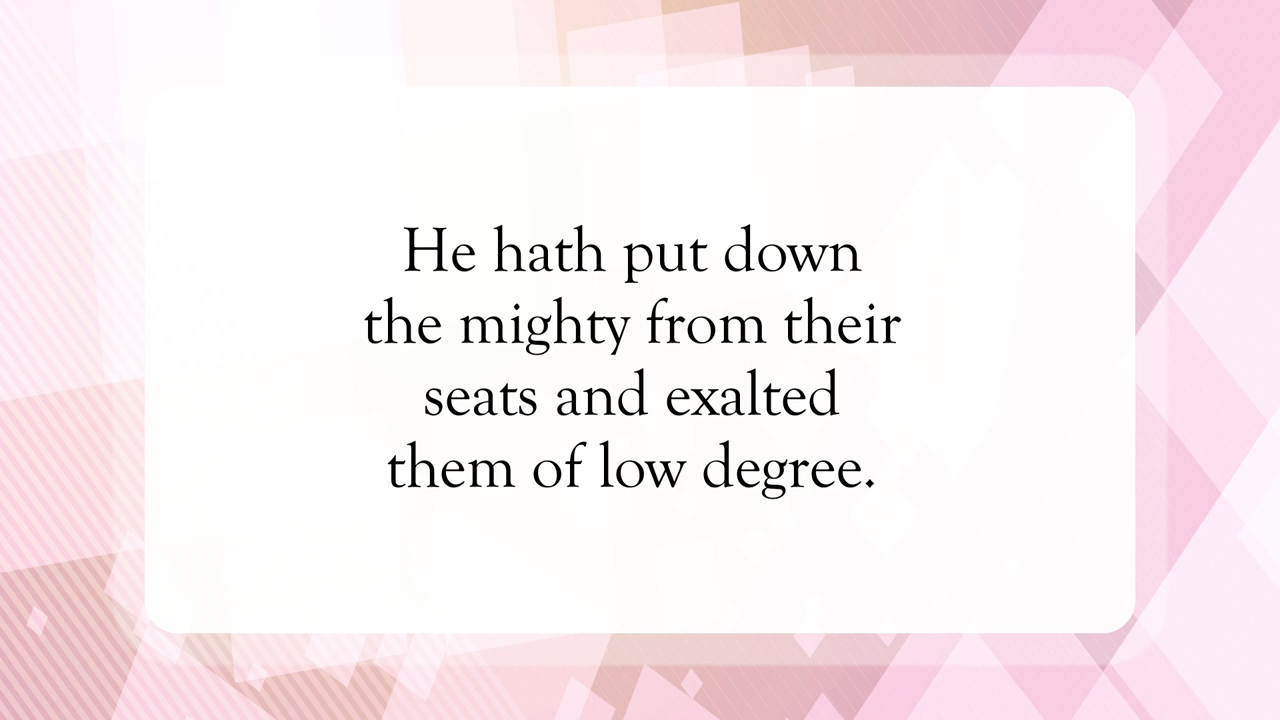 He hath put down
the mighty from their
seats and exalted
them of low degree.